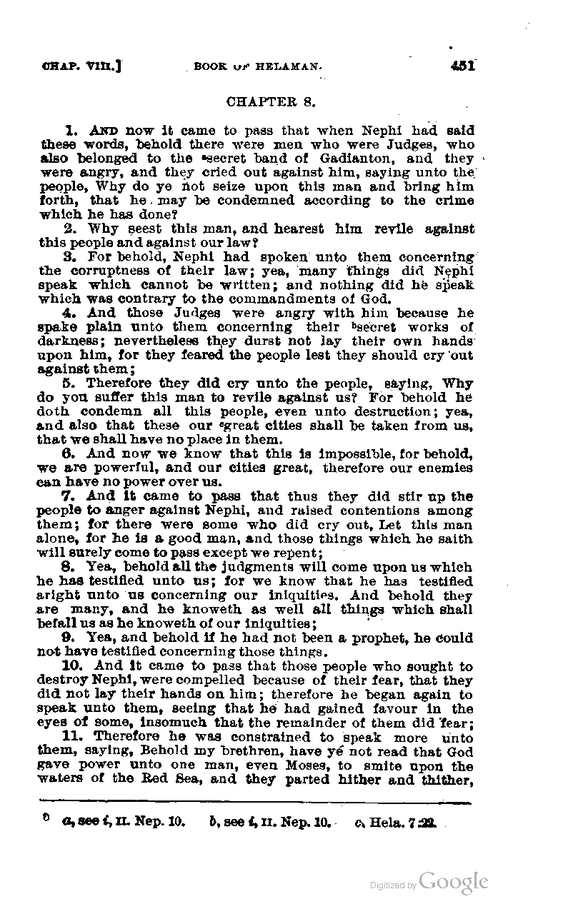 CHAP. VIII.] BOOK OF HELAMAN. 451
CHAPTER 8.
1. AND now it came to pass that when Nephi had said
these words, behold there were men who were Judges, who
also belonged to the ᵃsecret band of Gadianton, and they
were angry, and they cried out against him, saying unto the
people, Why do ye not seize upon this man and bring him
forth, that he may be condemned according to the crime
which he has done?
2. Why seest this man, and hearest him revile against
this people and against our law?
3. For behold, Nephi had spoken unto them concerning
the corruptness of their law; yea, many things did Nephi
speak which cannot be written; and nothing did he speak
which was contrary to the commandments of God.
4. And those Judges were angry with him because he
spake plain unto them concerning their ᵇsecret works of
darkness; nevertheless they durst not lay their own hands
upon him, for they feared the people lest they should cry out
against them;
5. Therefore they did cry unto the people, saying, Why
do you suffer this man to revile against us? For behold he
doth condemn all this people, even unto destruction; yea,
and also that these our ᶜgreat cities shall be taken from us,
that we shall have no place in them.
6. And now we know that this is impossible, for behold,
we are powerful, and our cities great, therefore our enemies
can have no power over us.
7. And it came to pass that thus they did stir up the
people to anger against Nephi, and raised contentions among
them; for there were some who did cry out, Let this man
alone, for he is a good man, and those things which he saith
will surely come to pass except we repent;
8. Yea, behold all the judgments will come upon us which
he has testified unto us; for we know that he has testified
aright unto us concerning our iniquities. And behold they
are many, and he knoweth as well all things which shall
befall us as he knoweth of our iniquities;
9. Yea, and behold if he had not been a prophet, he could
not have testified concerning those things.
10. And it came to pass that those people who sought to
destroy Nephi, were compelled because of their fear, that they
did not lay their hands on him; therefore he began again to
speak unto them, seeing that he had gained favour in the
eyes of some, insomuch that the remainder of them did fear;
11. Therefore he was constrained to speak more unto
them, saying, Behold my brethren, have ye not read that God
gave power unto one man, even Moses, to smite upon the
waters of the Red Sea, and they parted hither and thither,
a, see i, II. Nep. 10. b, see i, II. Nep. 10. c, Hela. 7:22.
Digitized by Google